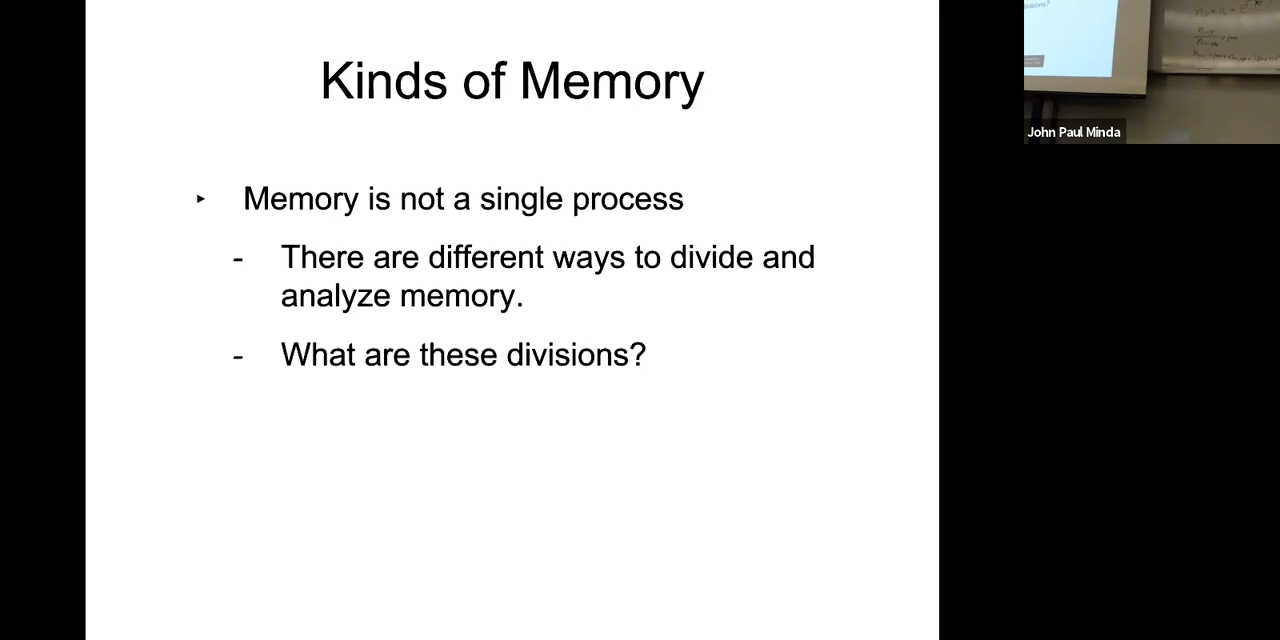 Kinds of Memory
‣ Memory is not a single process
- There are different ways to divide and
analyze memory.
- What are these divisions?
John Paul Minda